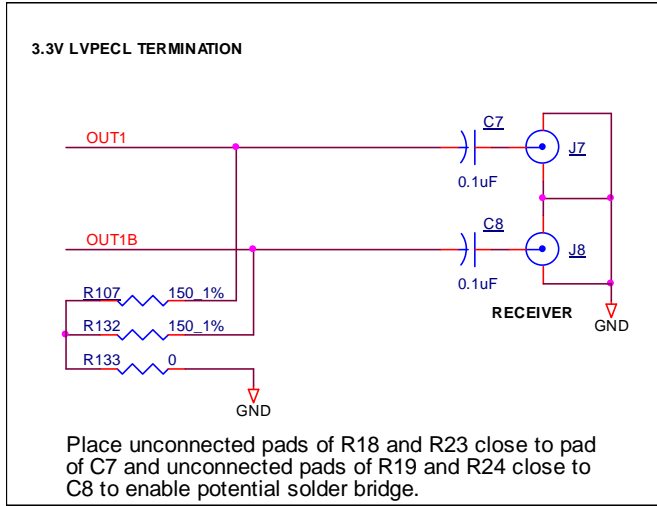 3.3V LVPECL TERMINATION
C7
OUT1
J7
0.1uF
C8
OUT1B
J8
0.1uF
R107 150_1%
RECEIVER
GND
R132 150_1%
R133 0
GND
Place unconnected pads of R18 and R23 close to pad
of C7 and unconnected pads of R19 and R24 close to
C8 to enable potential solder bridge.